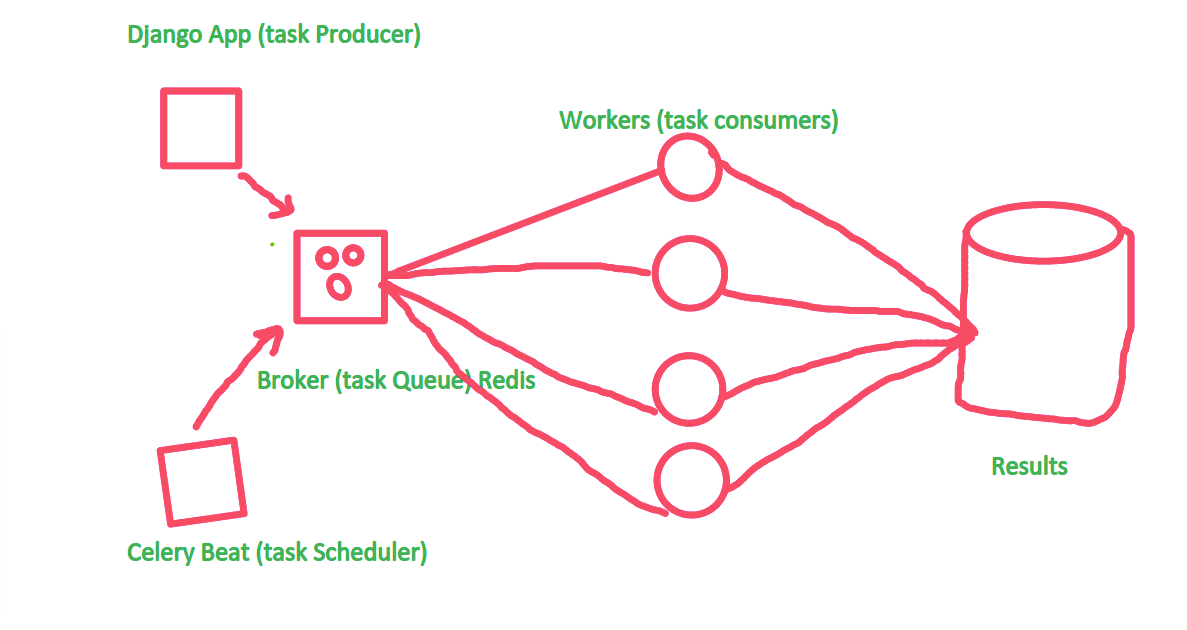 Django App (task Producer)
Workers (task consumers)
Broker (task Queue) Redis
Results
Celery Beat (task Scheduler)